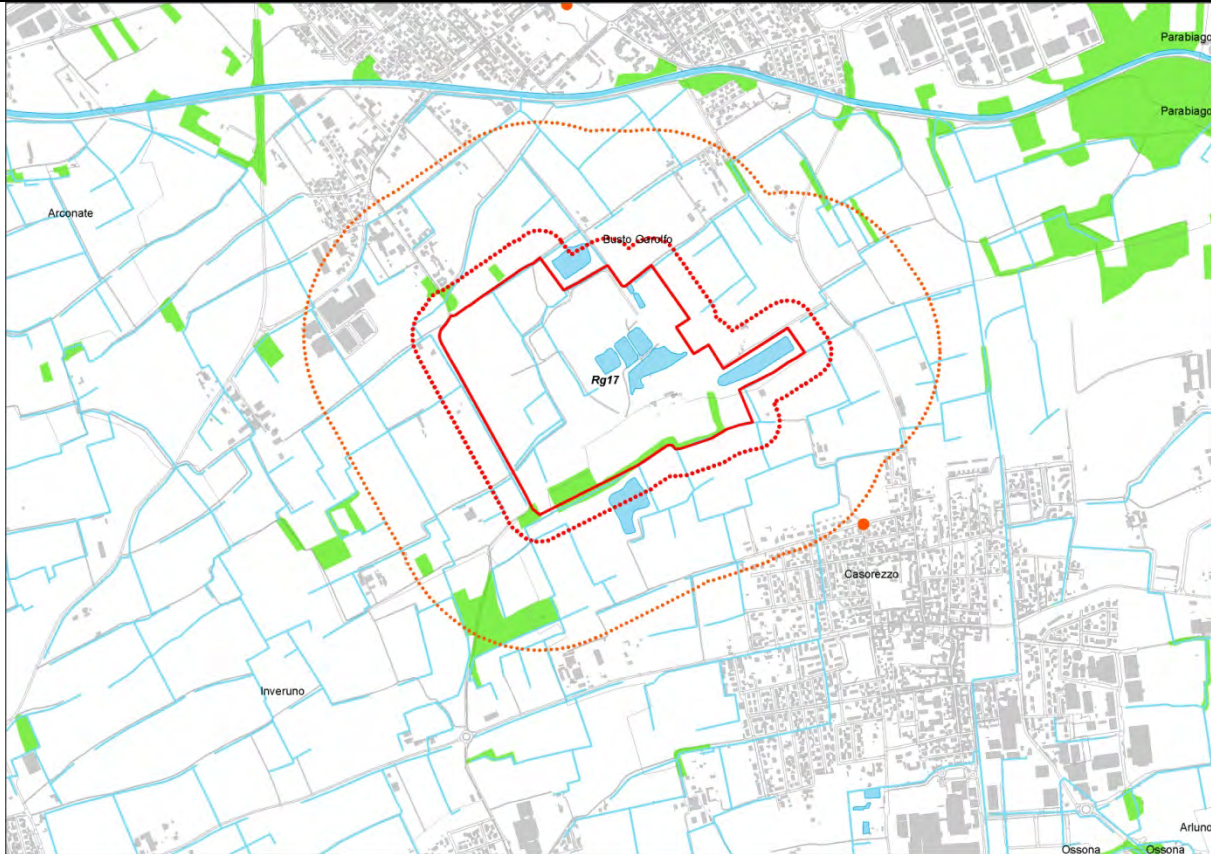 Parabiago
Parabiago
Arconate
Busto Garolfo
Rg17
Casorezzo
Inveruno
Arluno
Ossona
Ossona